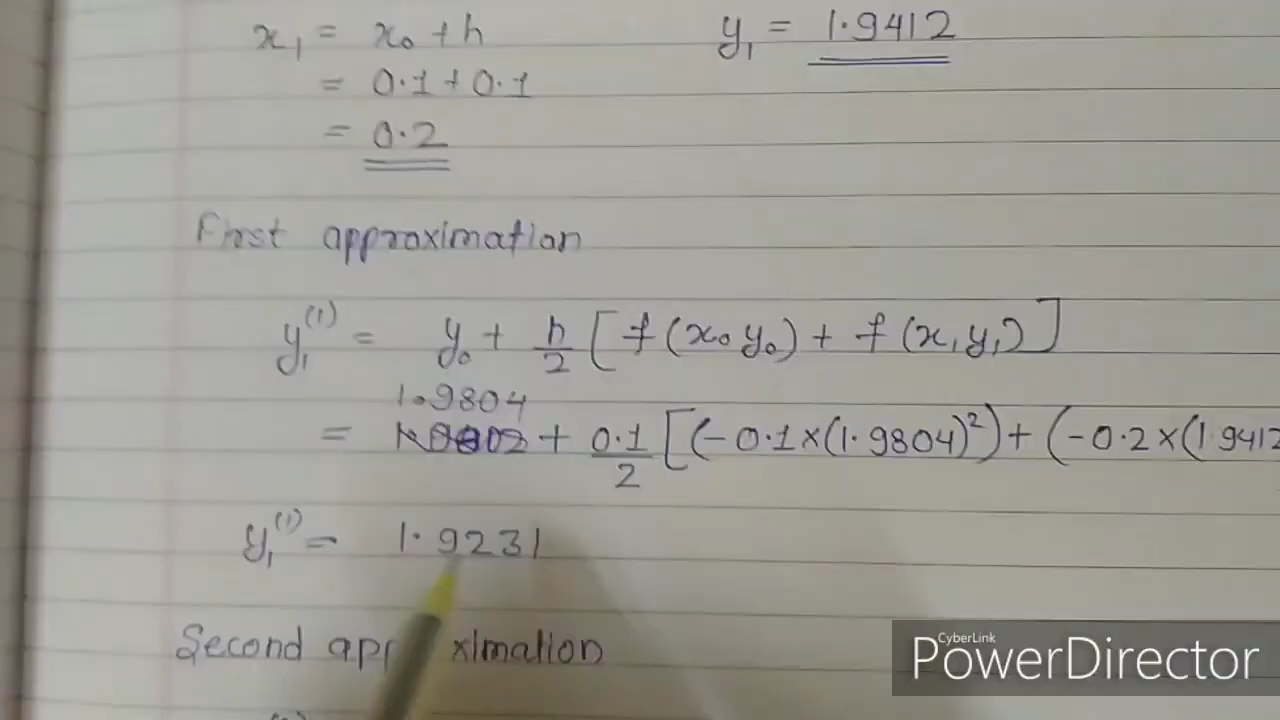 x₁ = x₀ + h
y₁ = 1.9412
= 0.1 + 0.1
= 0.2
First approximation
y₁⁽¹⁾ = y₀ + h/2 [ f (x₀ y₀) + f (x₁ y₁) ]
1.9804
= + 0.1/2 [(-0.1×(1.9804)²) + (-0.2×(1.9412
y₁⁽¹⁾ = 1.9231
Second app ximation
CyberLink
PowerDirector